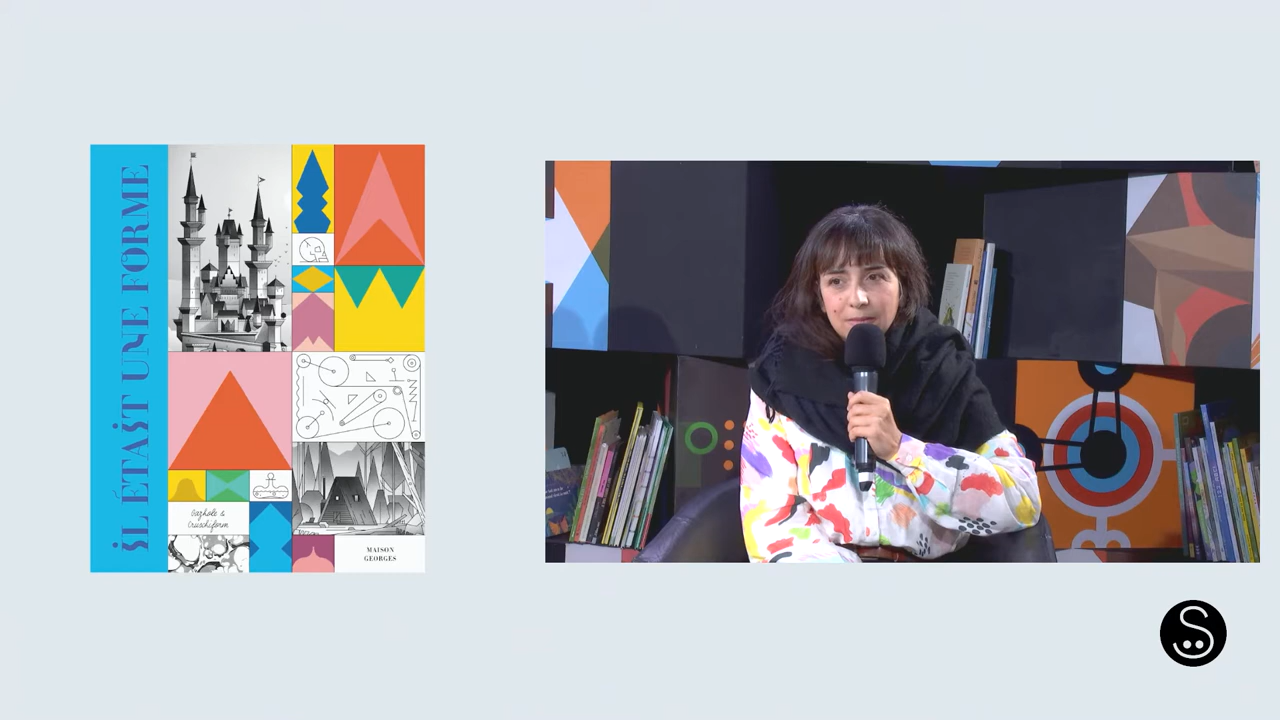 IL ÉTAIT UNE FORME
Gazhole &
Cruschiform
MAISON
GEORGES
S